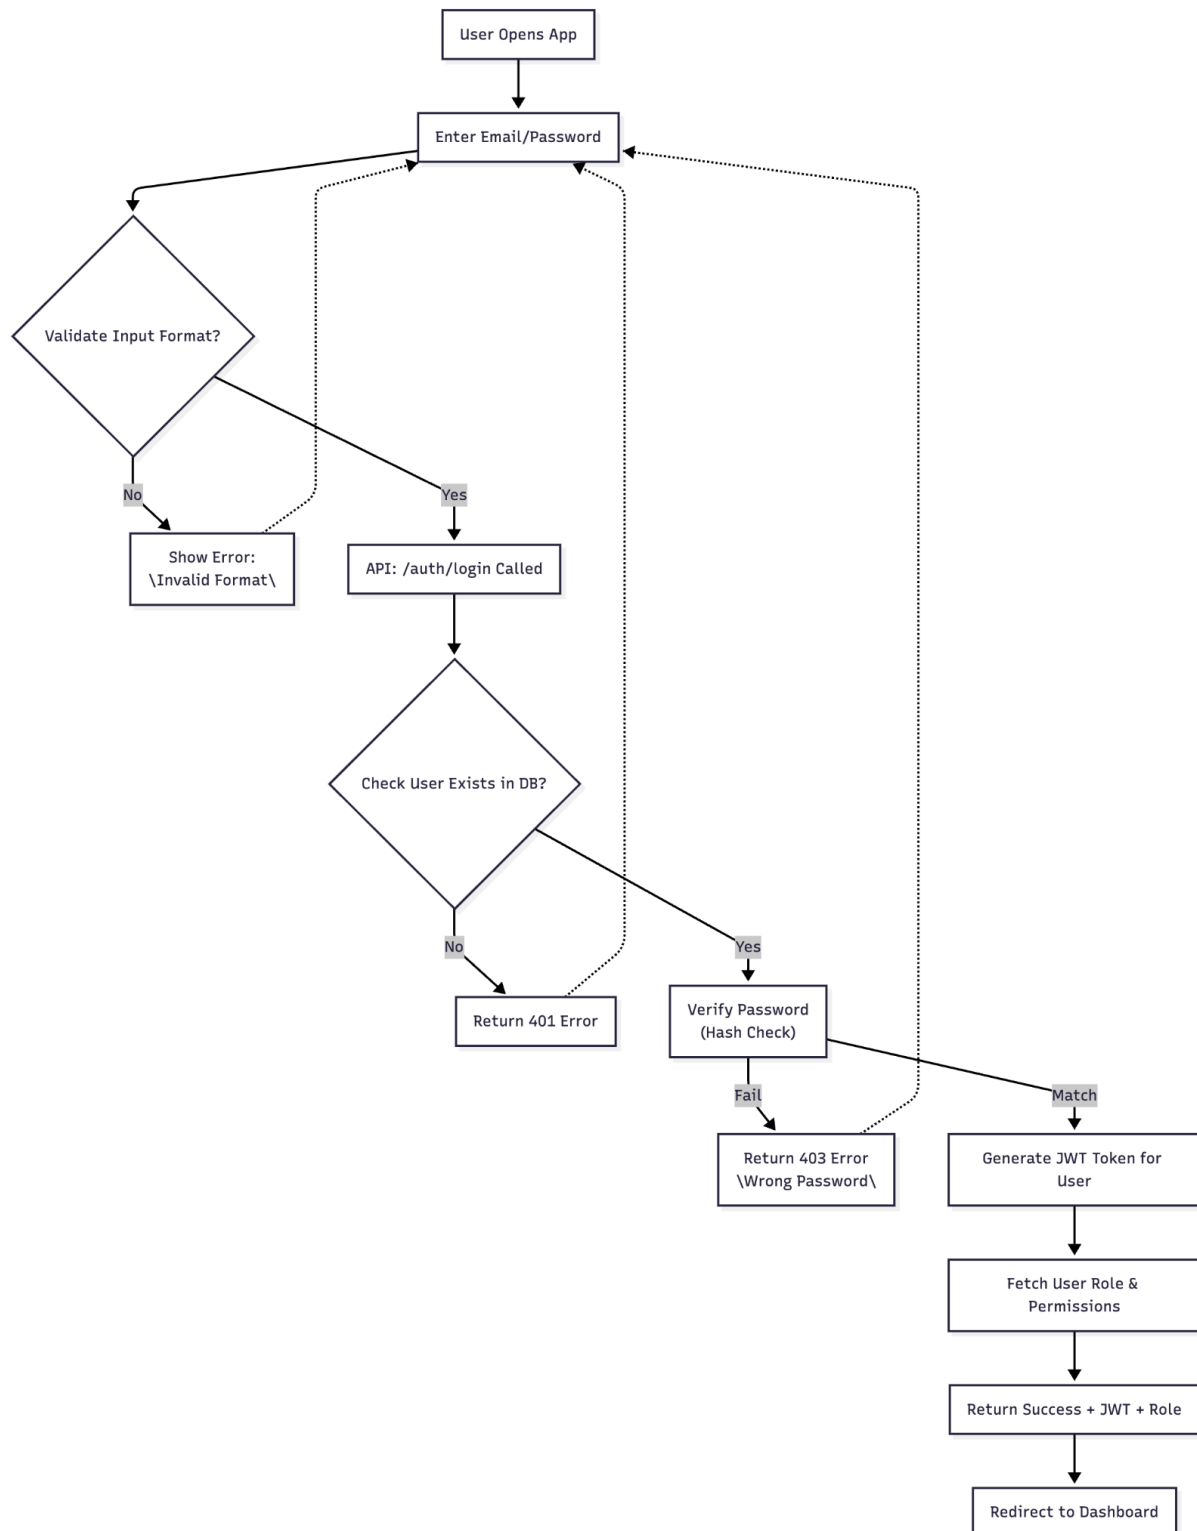 User Opens App
Enter Email/Password
Validate Input Format?
No
Yes
Show Error:
\Invalid Format\
API: /auth/login Called
Check User Exists in DB?
No
Yes
Return 401 Error
Verify Password
(Hash Check)
Fail
Match
Return 403 Error
\Wrong Password\
Generate JWT Token for
User
Fetch User Role &
Permissions
Return Success + JWT + Role
Redirect to Dashboard